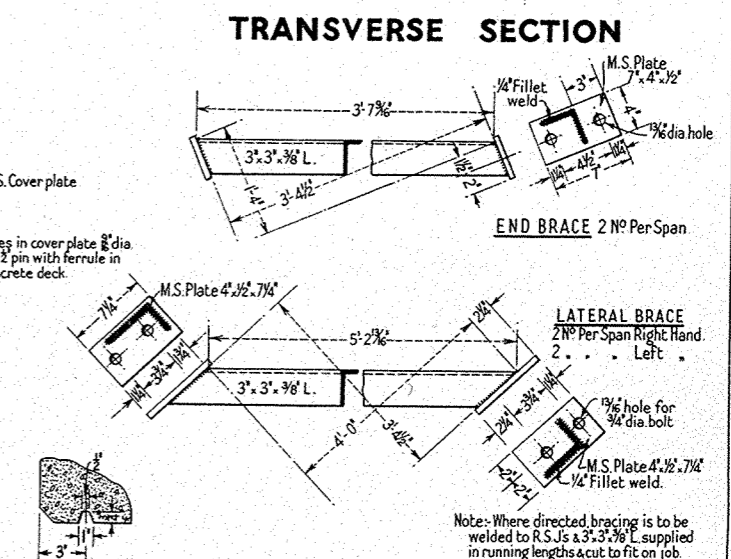 TRANSVERSE SECTION
M.S. Plate
7"x 4"x ½"
¼" Fillet
weld
3"
4"
13/16" dia. hole
1¼" 4½" 1¼"
7"
3'-7 9/16"
3"x 3"x 3/8" L.
1½"
2"
1'-4"
3'-4½"
END BRACE 2 Nº Per Span
S. Cover plate
es in cover plate dia.
½" pin with ferrule in
crete deck.
M.S. Plate 4"x ½"x 7¼"
7¼"
1¼" 3¾" 1¾"
5'-2 13/16"
2¼"
3"x 3"x 3/8" L.
4'-0"
3'-4½"
LATERAL BRACE
2 Nº Per Span Right Hand.
2 . . . Left "
2¼" 3¾" 1¼"
13/16" hole for
¾" dia. bolt
M.S. Plate 4"x ½"x 7¼"
¼" Fillet weld.
2" 2"
½"
1"
3"
Note:- Where directed, bracing is to be
welded to R.S.J's & 3"x 3"x 3/8" L supplied
in running lengths & cut to fit on job.